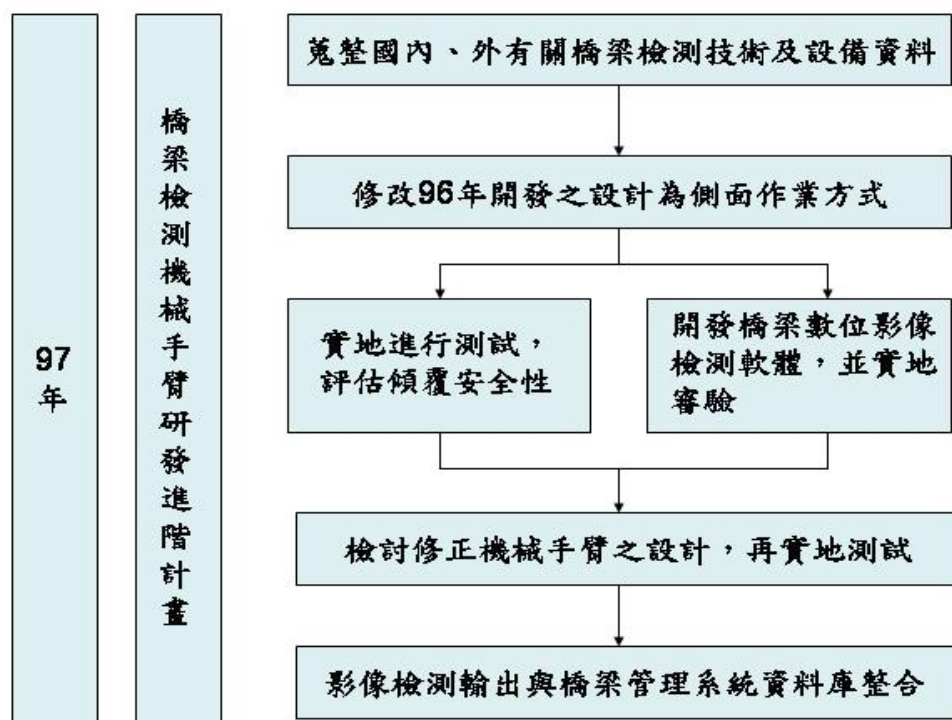 97
年
橋梁檢測機械手臂研發進階計畫
蒐整國內、外有關橋梁檢測技術及設備資料
修改96年開發之設計為側面作業方式
實地進行測試，
評估傾覆安全性
開發橋梁數位影像
檢測軟體，並實地
審驗
檢討修正機械手臂之設計，再實地測試
影像檢測輸出與橋梁管理系統資料庫整合